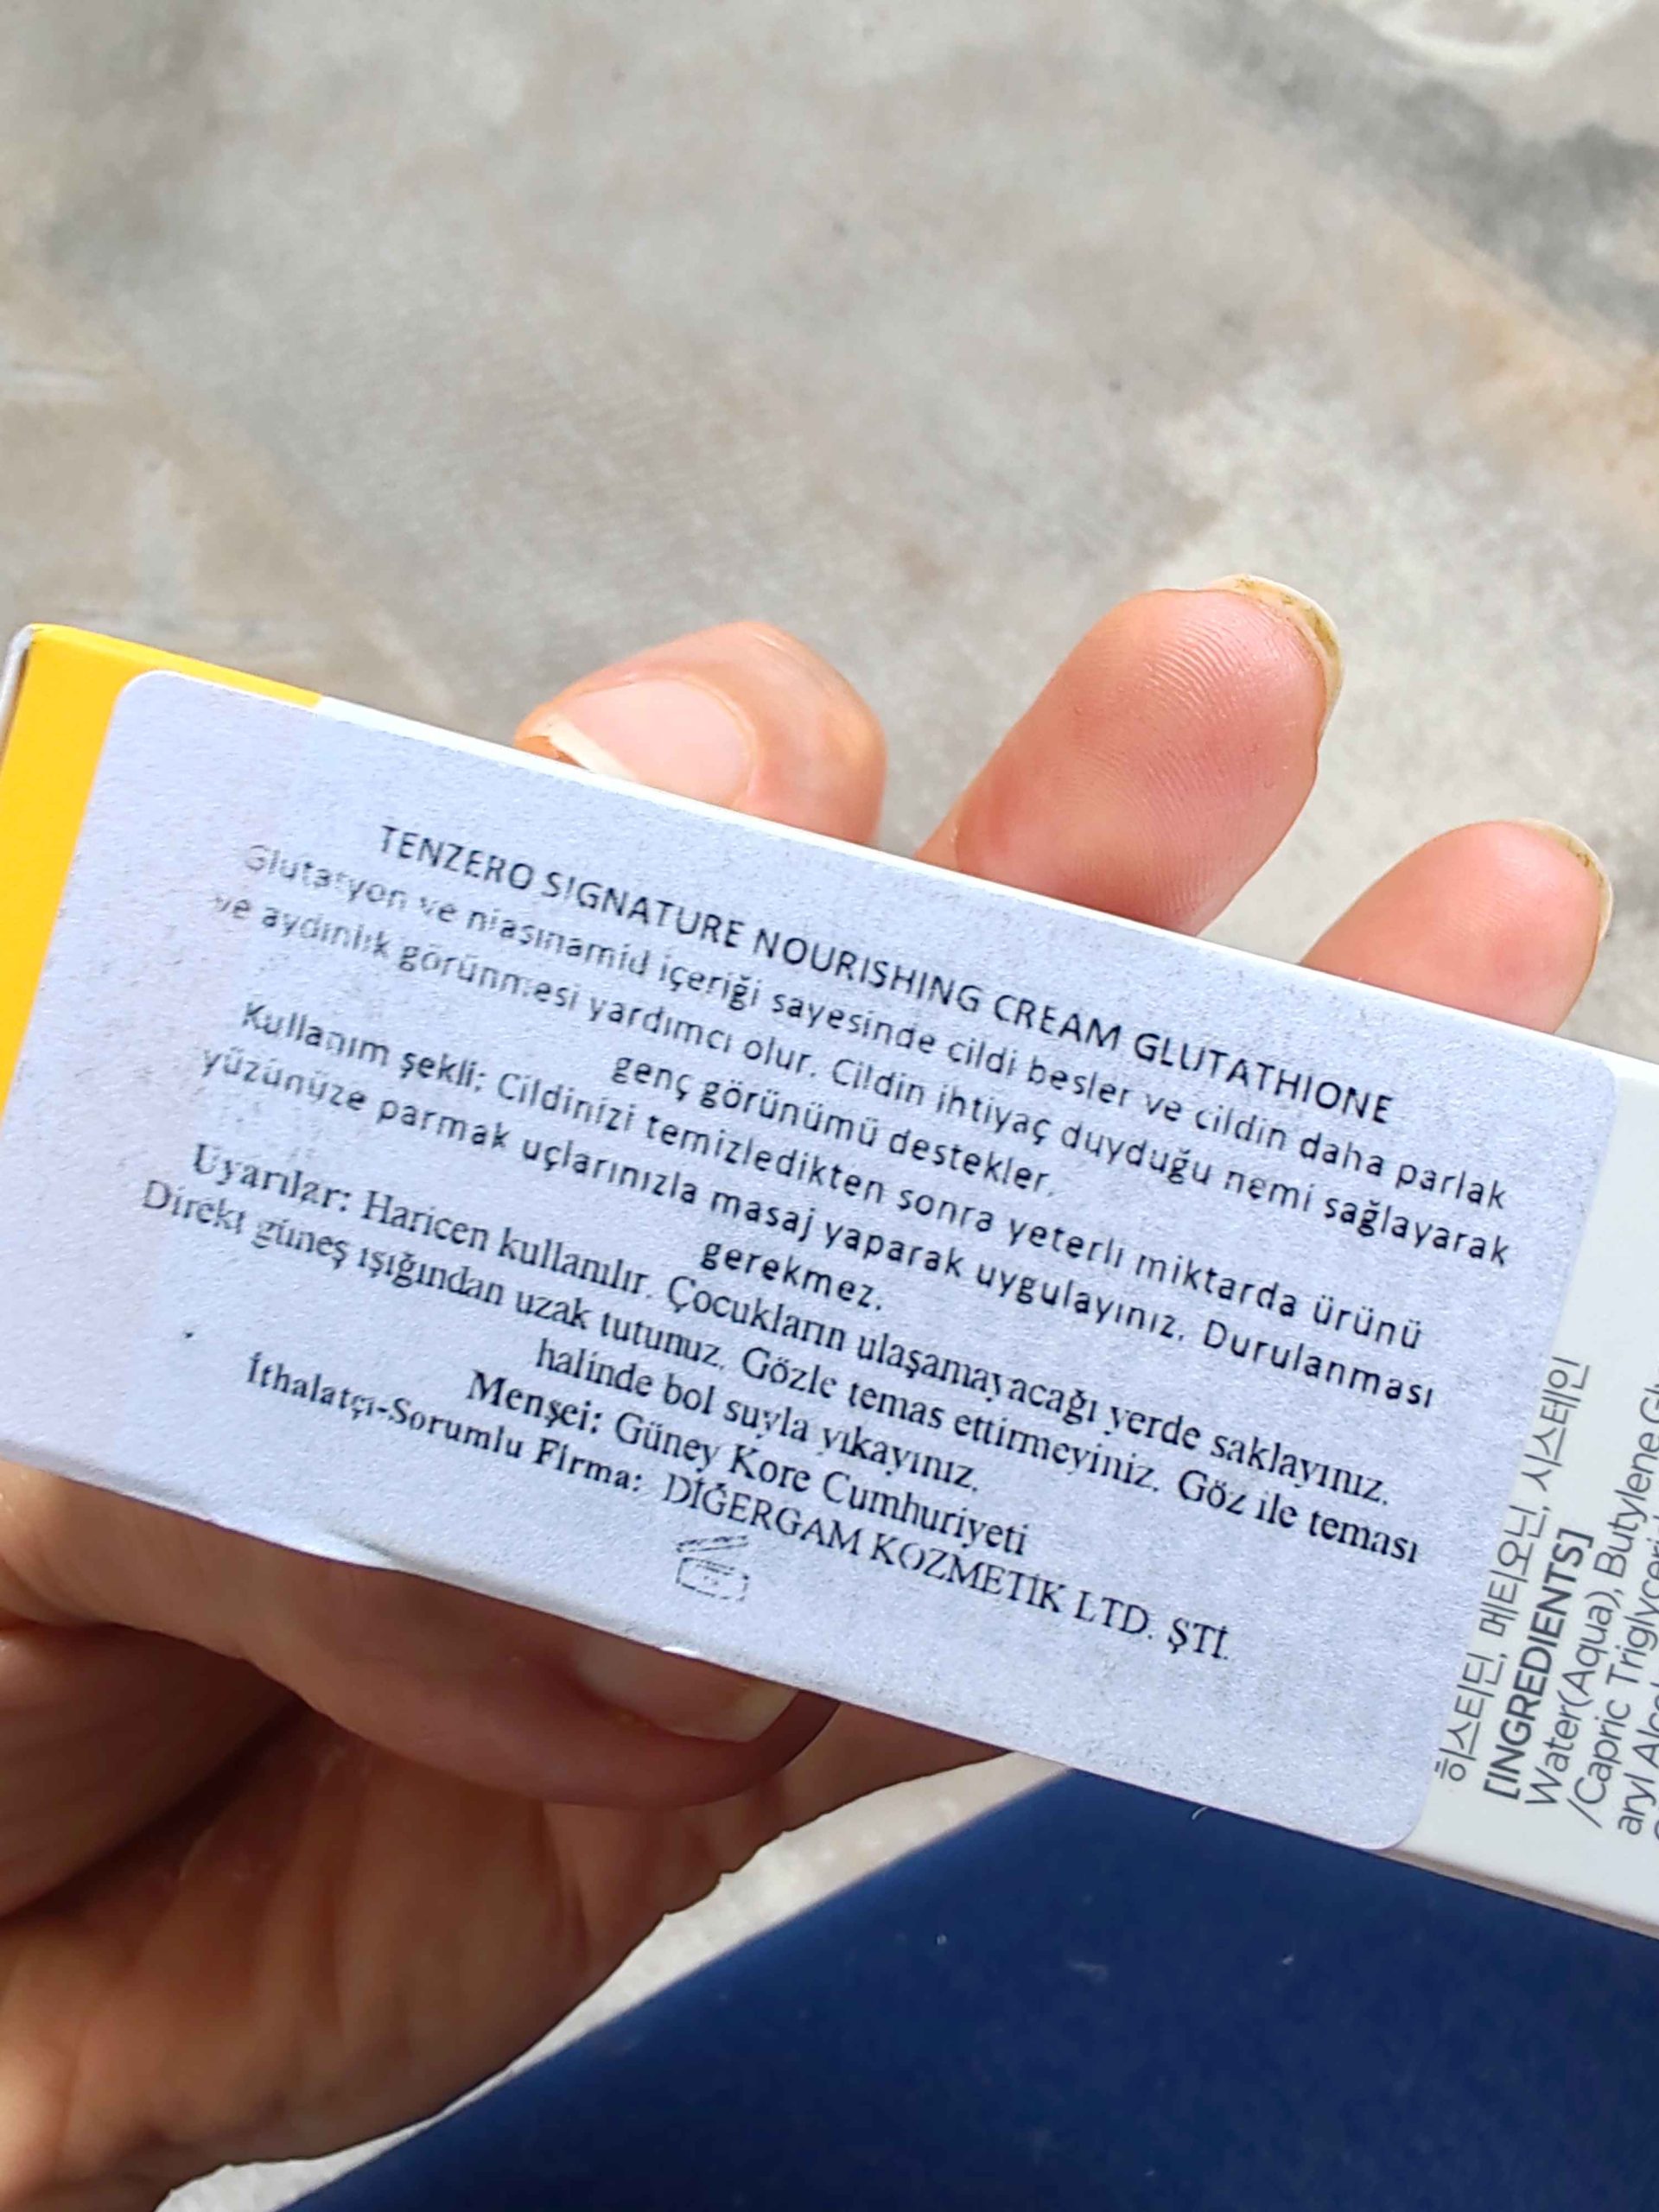 TENZERO SIGNATURE NOURISHING CREAM GLUTATHIONE
Glutatyon ve niasinamid içeriği sayesinde cildi besler ve cildin daha parlak
ve aydınlık görünmesi yardımcı olur. Cildin ihtiyaç duyduğu nemi sağlayarak
genç görünümü destekler.
Kullanım şekli: Cildinizi temizledikten sonra yeterli miktarda ürünü
yüzünüze parmak uçlarınızla masaj yaparak uygulayınız. Durulanması
gerekmez.
Uyarılar: Haricen kullanılır. Çocukların ulaşamayacağı yerde saklayınız.
Direkt güneş ışığından uzak tutunuz. Gözle temas ettirmeyiniz. Göz ile teması
halinde bol suyla yıkayınız.
Menşei: Güney Kore Cumhuriyeti
İthalatçı-Sorumlu Firma: DİĞERGAM KOZMETİK LTD. ŞTİ.
히스티딘, 메티오닌, 시스테인
[INGREDIENTS]
Water(Aqua), Butylene
/Capric
aryl